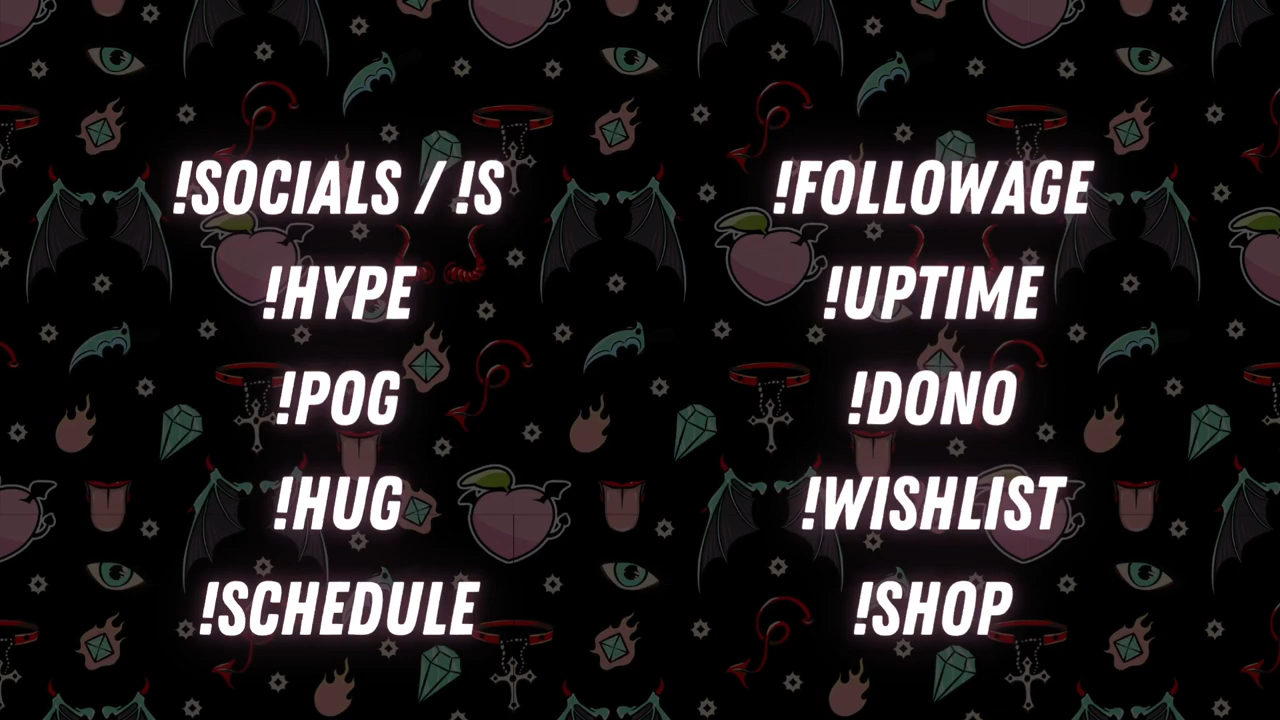 !SOCIALS / !S
!HYPE
!POG
!HUG
!SCHEDULE
!FOLLOWAGE
!UPTIME
!DONO
!WISHLIST
!SHOP